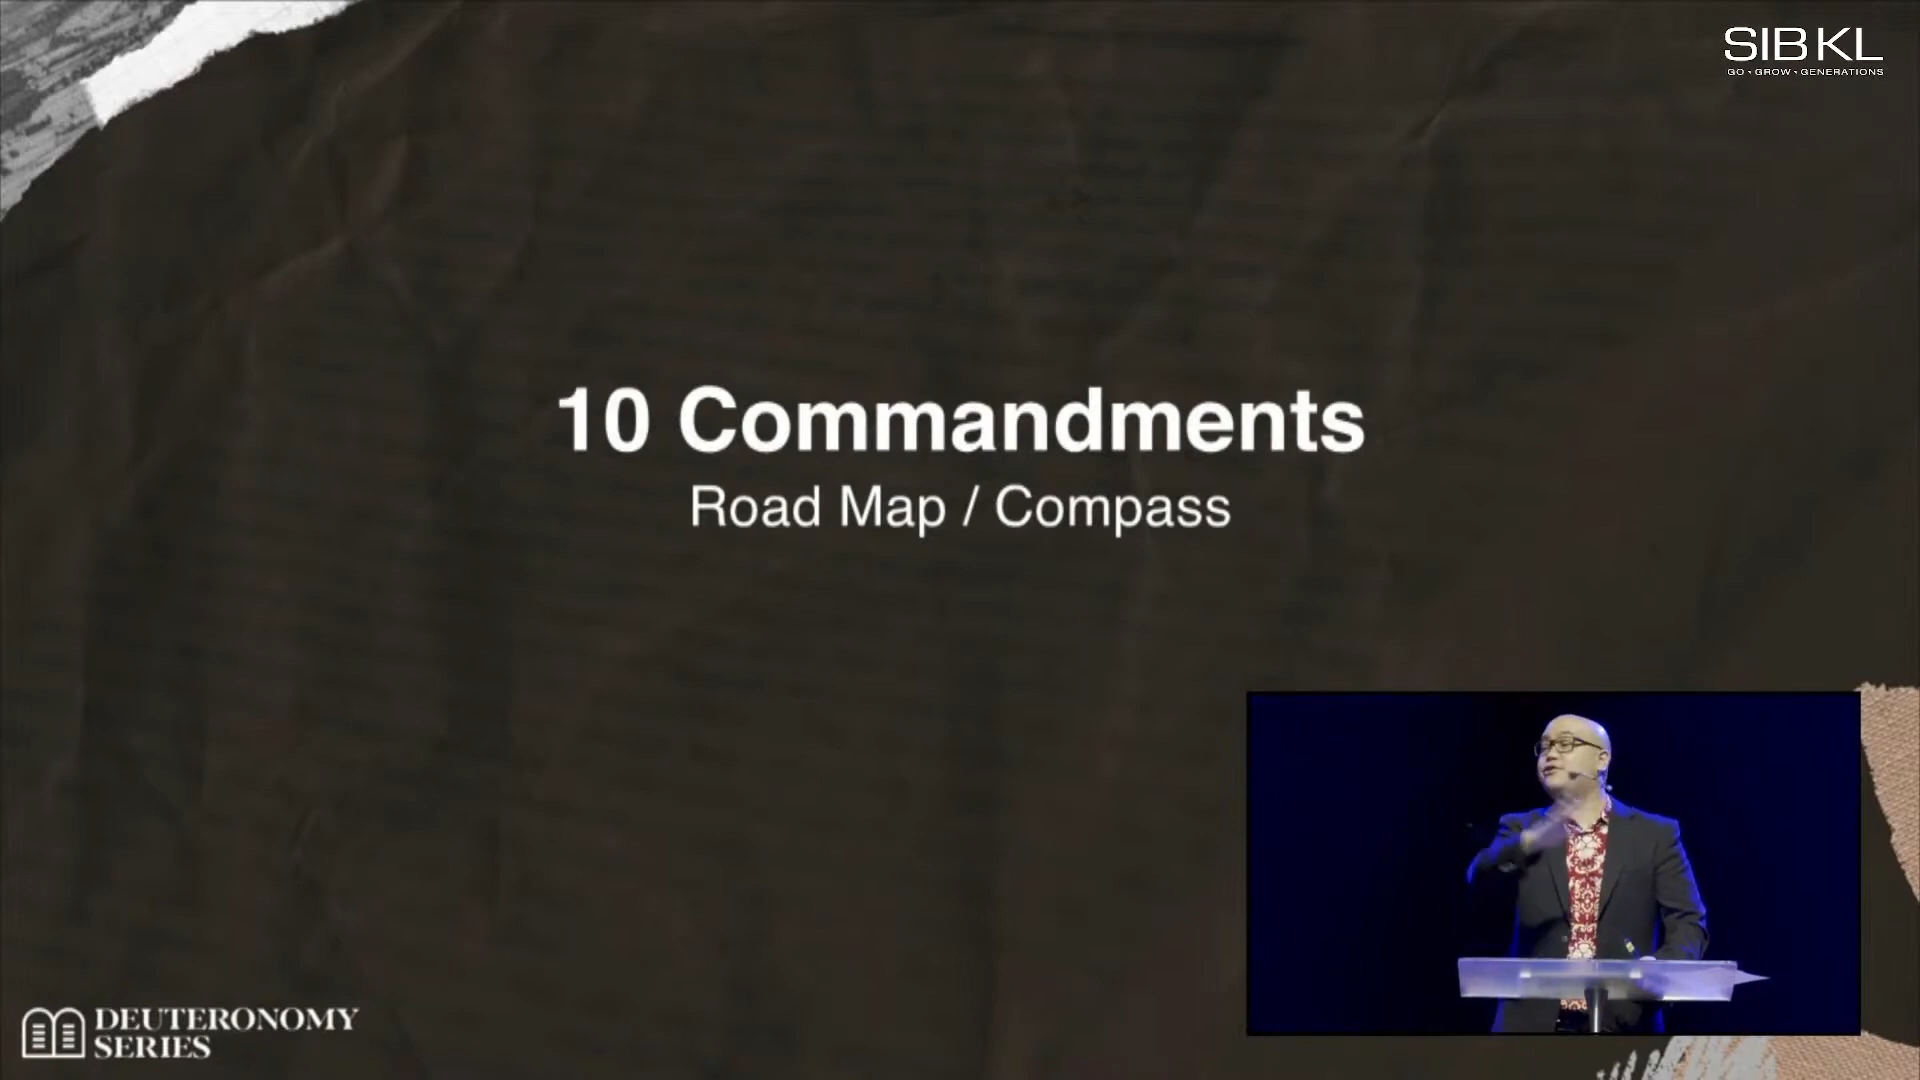 SIBKL
GO • GROW • GENERATIONS
10 Commandments
Road Map / Compass
DEUTERONOMY
SERIES